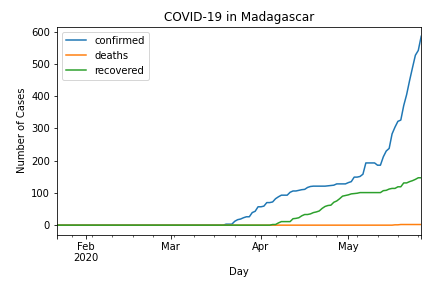 COVID-19 in Madagascar
confirmed
deaths
recovered
Number of Cases
600
500
400
300
200
100
0
Feb
2020
Mar
Apr
May
Day